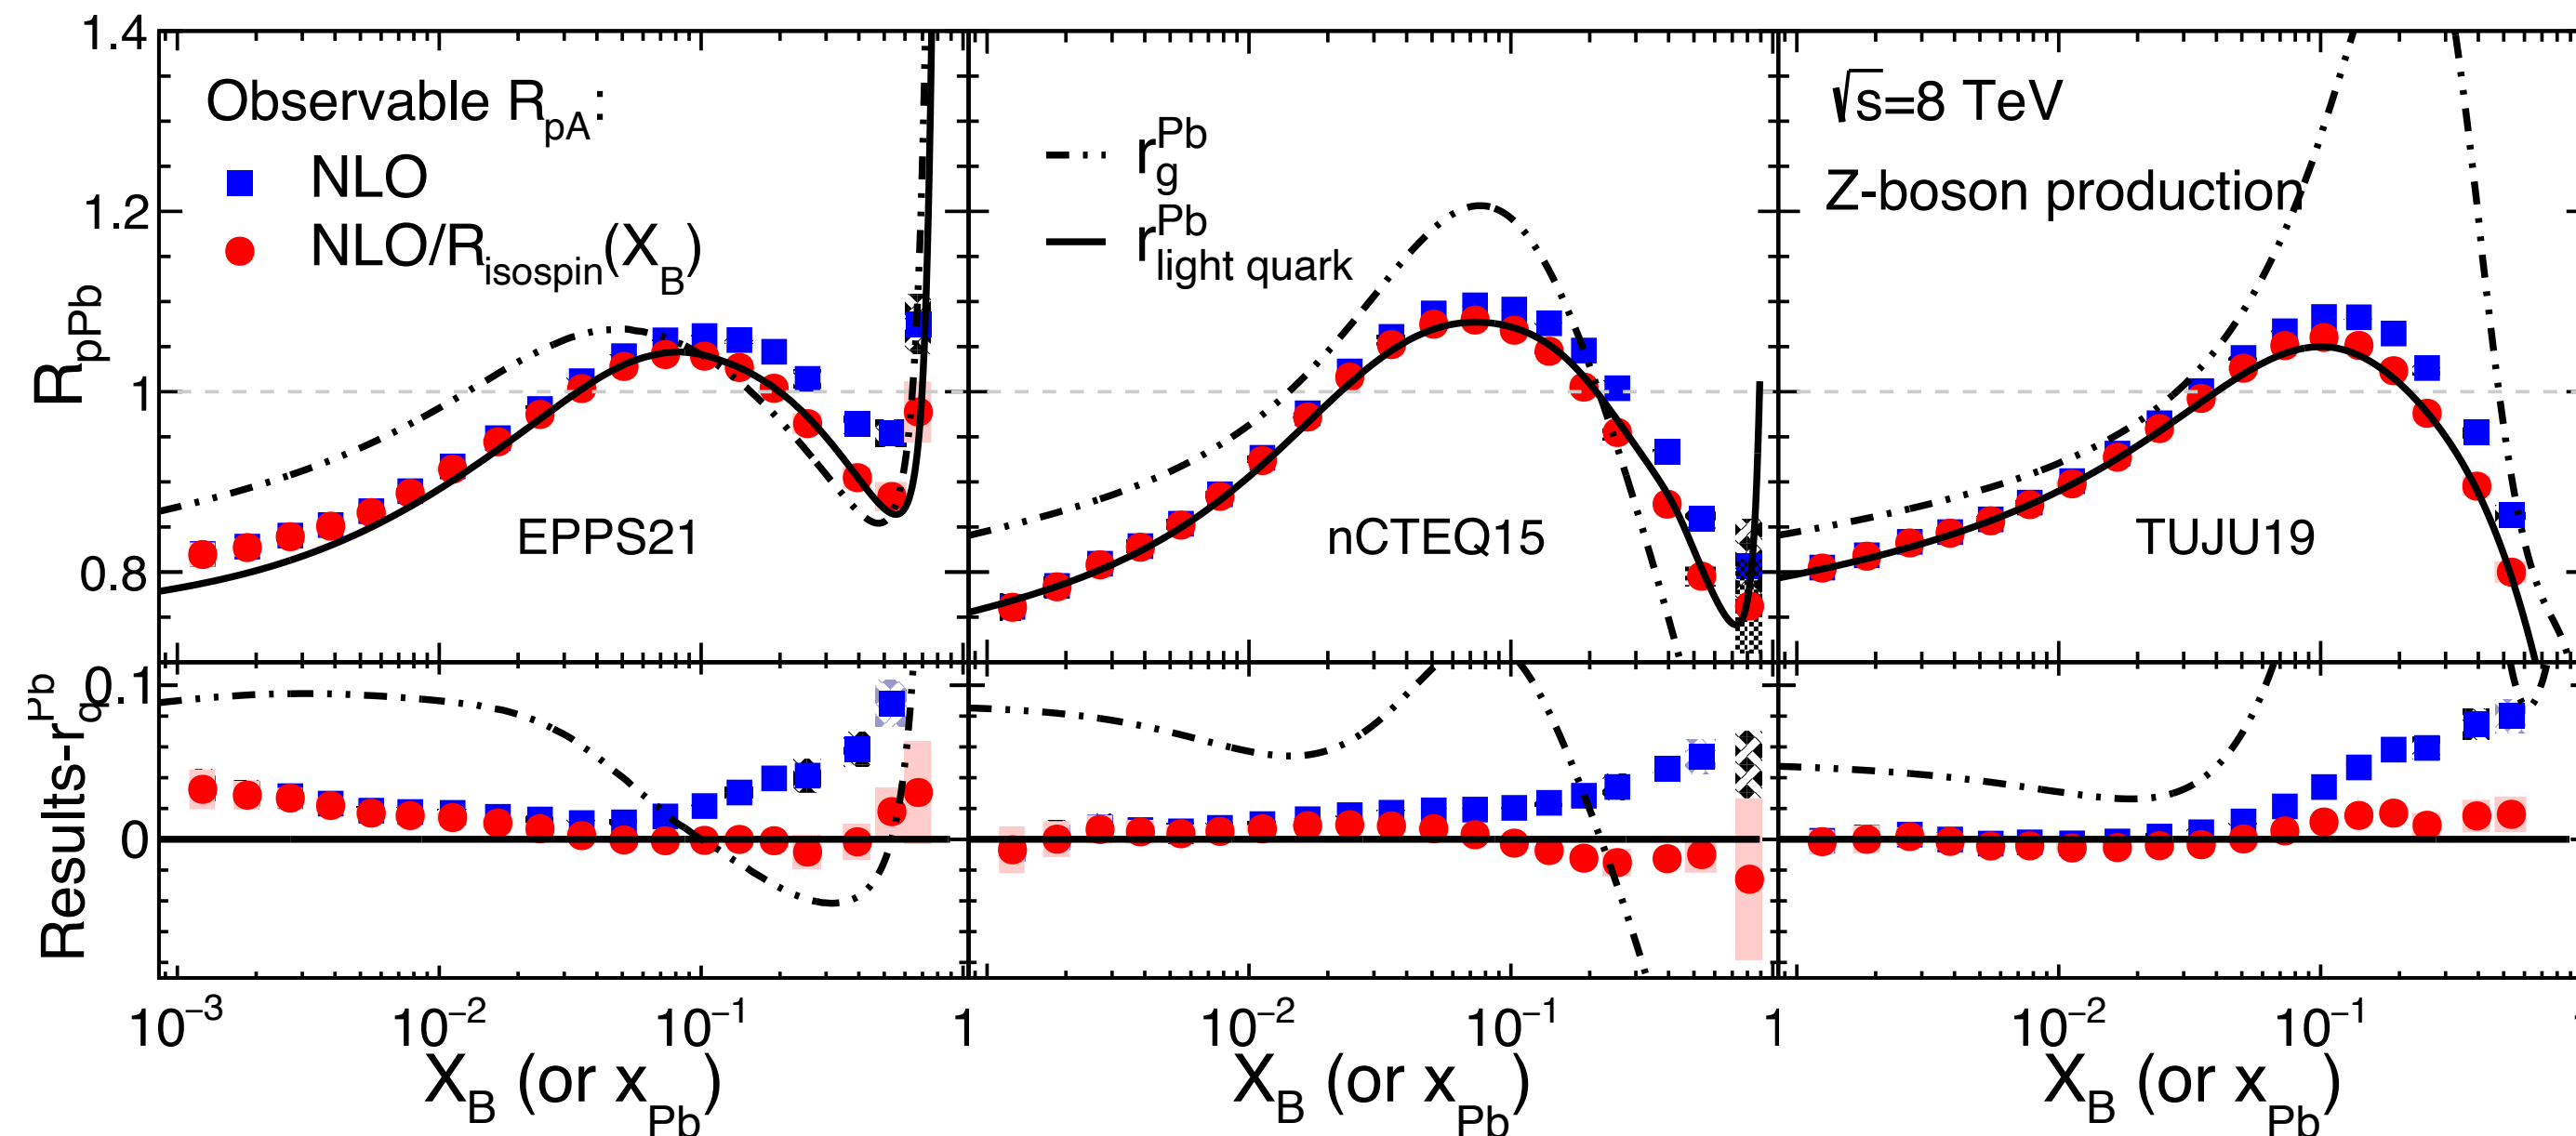 1.4
1.2
1
0.8
R_pPb
Observable R_pA:
NLO
NLO/R_isospin(X_B)
EPPS21
r_g^Pb
r_light quark^Pb
nCTEQ15
√s=8 TeV
Z-boson production
TUJU19
0.1
0
Results-r_q^Pb
10^−3 10^−2 10^−1 1 10^−2 10^−1 1 10^−2 10^−1
X_B (or x_Pb) X_B (or x_Pb) X_B (or x_Pb)